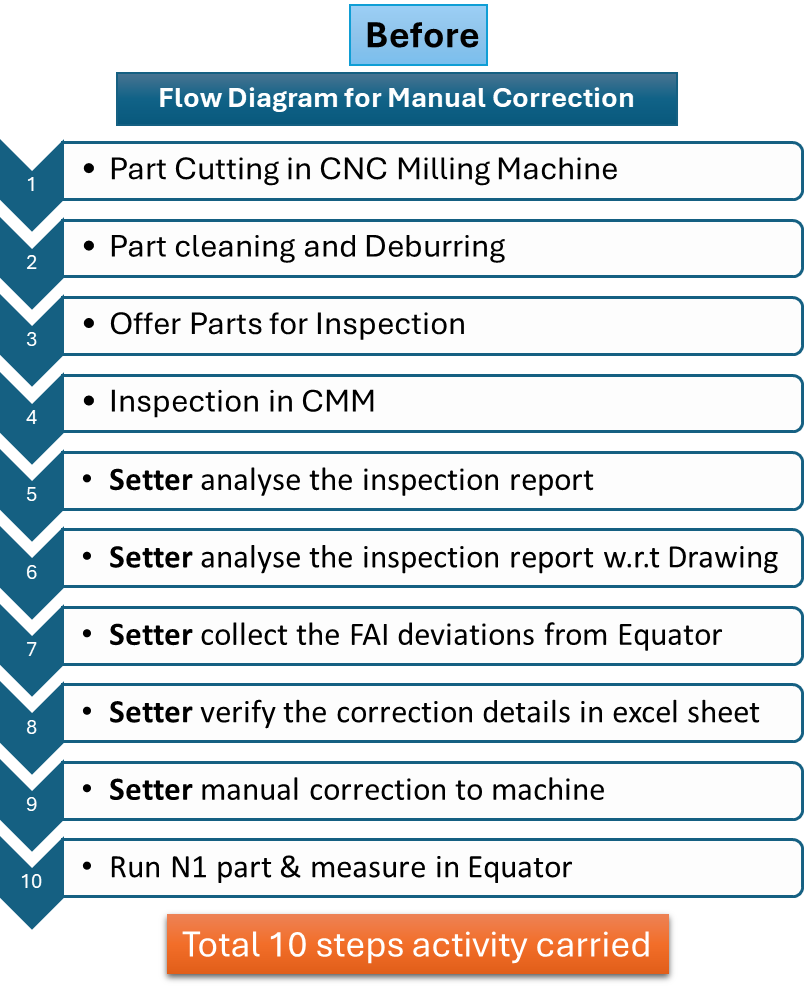 Before
Flow Diagram for Manual Correction
1
• Part Cutting in CNC Milling Machine
2
• Part cleaning and Deburring
3
• Offer Parts for Inspection
4
• Inspection in CMM
5
• Setter analyse the inspection report
6
• Setter analyse the inspection report w.r.t Drawing
7
• Setter collect the FAI deviations from Equator
8
• Setter verify the correction details in excel sheet
9
• Setter manual correction to machine
10
• Run N1 part & measure in Equator
Total 10 steps activity carried